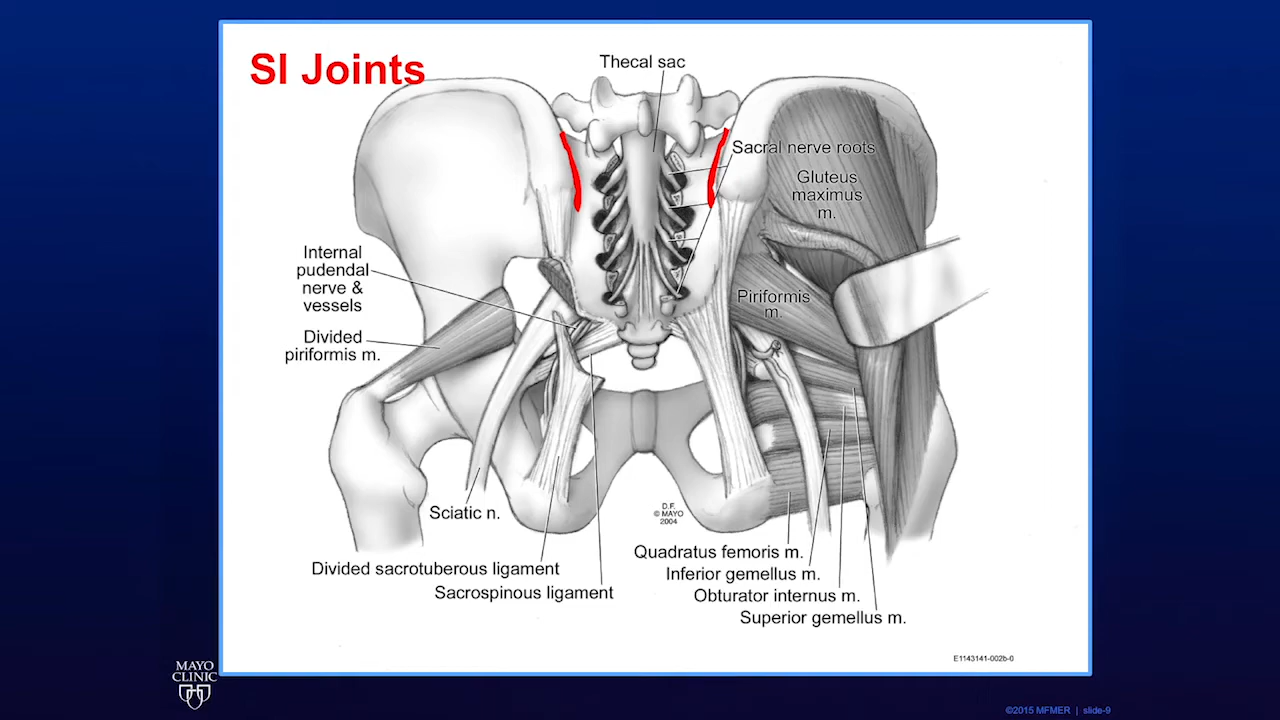 SI Joints
Thecal sac
Sacral nerve roots
Gluteus
maximus
m.
Internal
pudendal
nerve &
vessels
Piriformis
m.
Divided
piriformis m.
Sciatic n.
D.F.
© MAYO
2004
Quadratus femoris m.
Divided sacrotuberous ligament
Inferior gemellus m.
Sacrospinous ligament
Obturator internus m.
Superior gemellus m.
E1143141-002b-0
MAYO
CLINIC
©2015 MFMER | slide-9